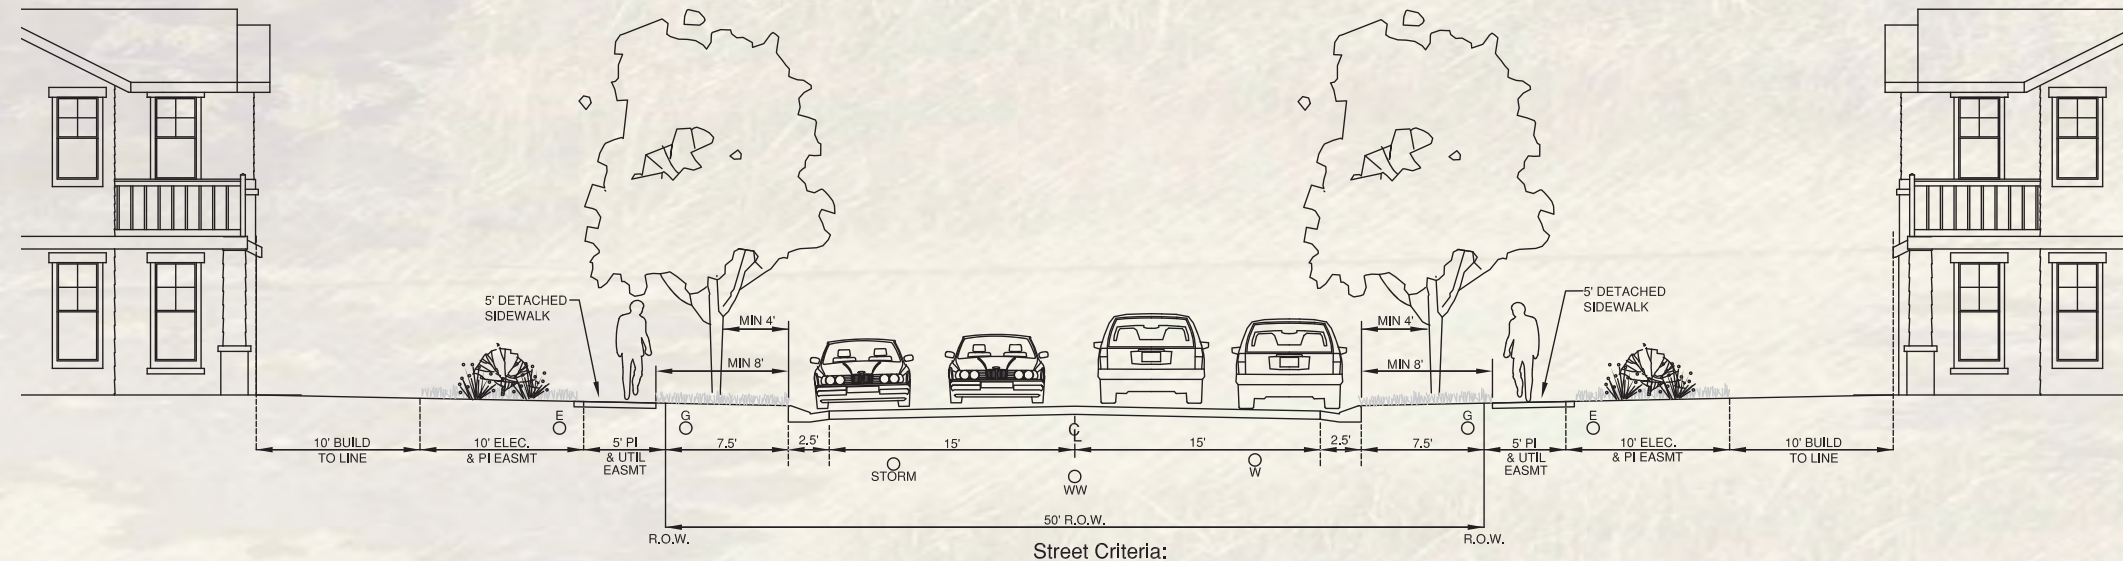 5' DETACHED
SIDEWALK
5' DETACHED
SIDEWALK
MIN 4'
MIN 4'
MIN 8'
MIN 8'
E
G
G
E
CL
10' BUILD
TO LINE
10' ELEC.
& PI EASMT
5' PI
& UTIL
EASMT
7.5'
2.5'
15'
15'
2.5'
7.5'
5' PI
& UTIL
EASMT
10' ELEC.
& PI EASMT
10' BUILD
TO LINE
STORM
WW
W
50' R.O.W.
R.O.W.
R.O.W.
Street Criteria: